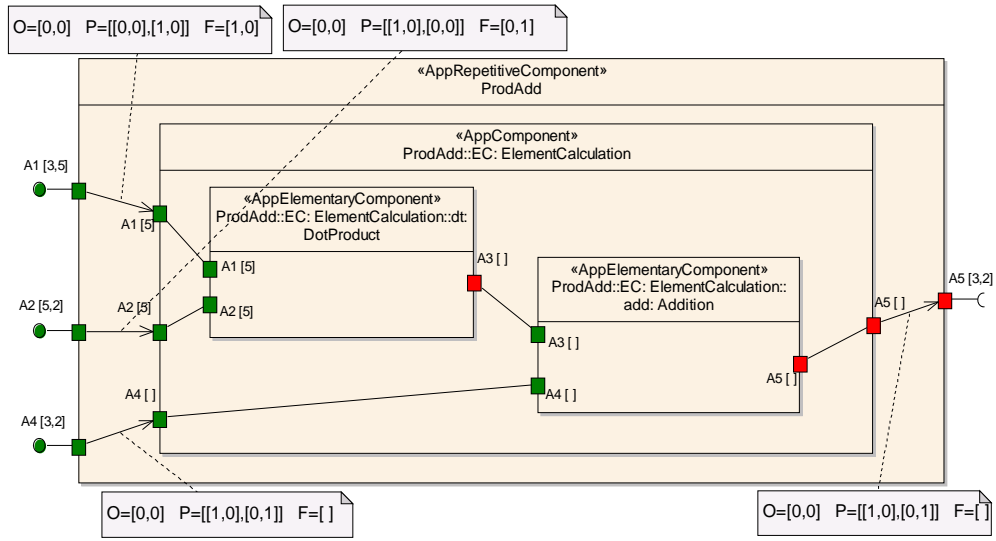 O=[0,0]   P=[[0,0],[1,0]]   F=[1,0]
O=[0,0]   P=[[1,0],[0,0]]   F=[0,1]
«AppRepetitiveComponent»
ProdAdd
«AppComponent»
ProdAdd::EC: ElementCalculation
A1 [3,5]
A1 [5]
«AppElementaryComponent»
ProdAdd::EC: ElementCalculation::dt:
DotProduct
A1 [5]
A2 [5]
A3 [ ]
«AppElementaryComponent»
ProdAdd::EC: ElementCalculation::
add: Addition
A3 [ ]
A4 [ ]
A5 [ ]
A5 [ ]
A5 [3,2]
A2 [5,2]
A2 [5]
A4 [ ]
A4 [3,2]
O=[0,0]   P=[[1,0],[0,1]]   F=[ ]
O=[0,0]   P=[[1,0],[0,1]]   F=[ ]